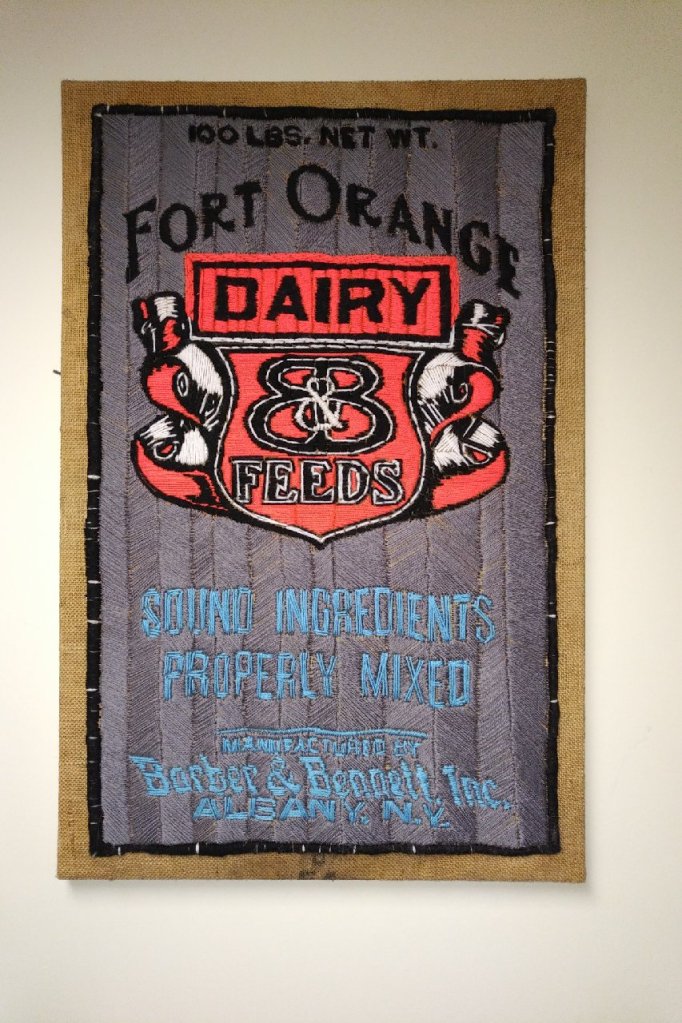 100 LBS. NET WT.
FORT ORANGE
DAIRY
B&B
FEEDS
SOUND INGREDIENTS
PROPERLY MIXED
MANUFACTURED BY
Barber & Bennett, Inc.
ALBANY, N.Y.